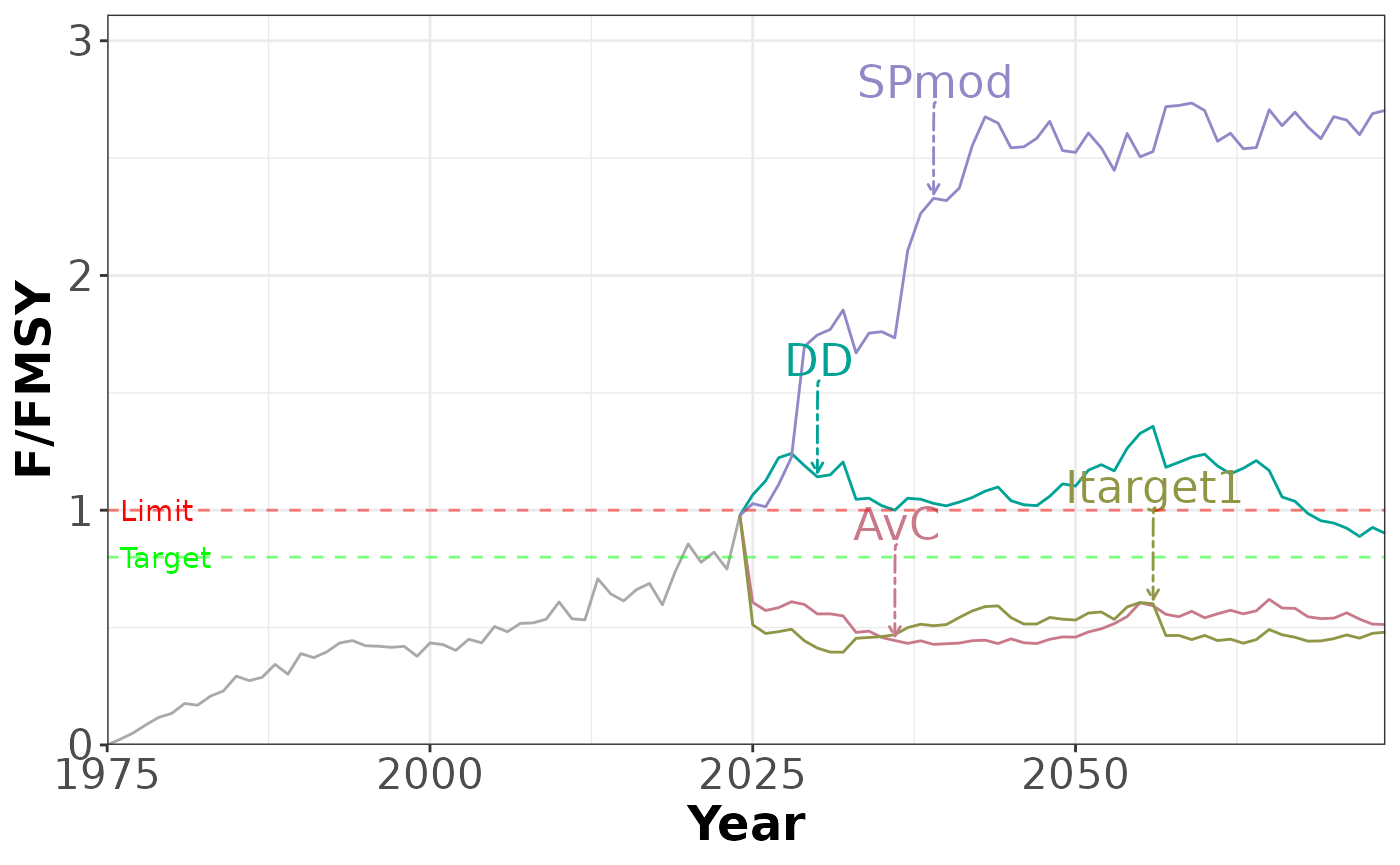 3
SPmod
2
DD
Itarget1
1
Limit
AvC
Target
0
1975 2000 2025 2050
Year
F/FMSY